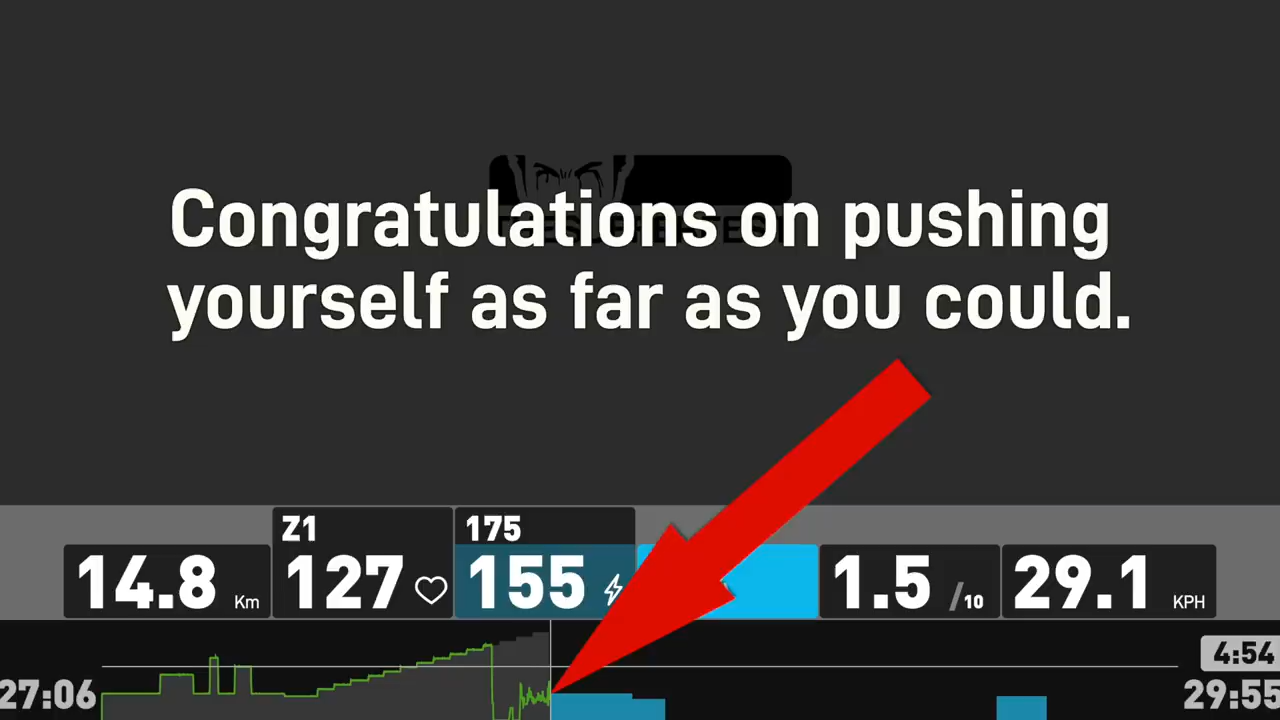 Congratulations on pushing
yourself as far as you could.
Z1
175
14.8 Km
127
155
1.5 /10
29.1 KPH
4:54
27:06
29:55